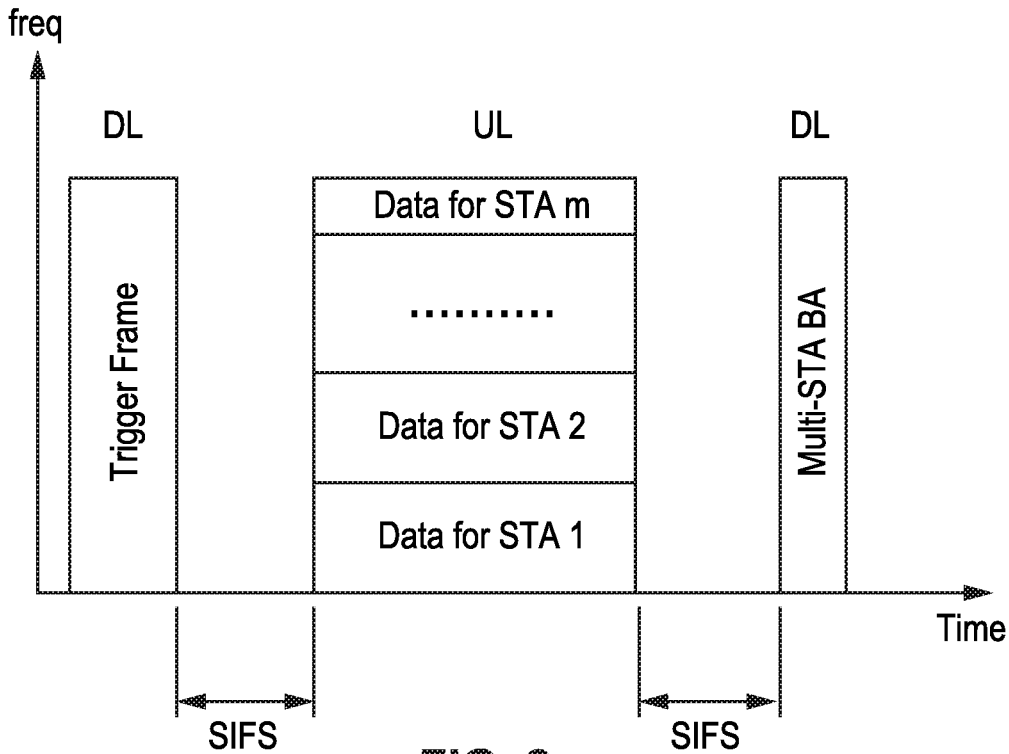 freq
DL
UL
DL
Trigger Frame
Data for STA m
..........
Data for STA 2
Data for STA 1
Multi-STA BA
Time
SIFS
SIFS